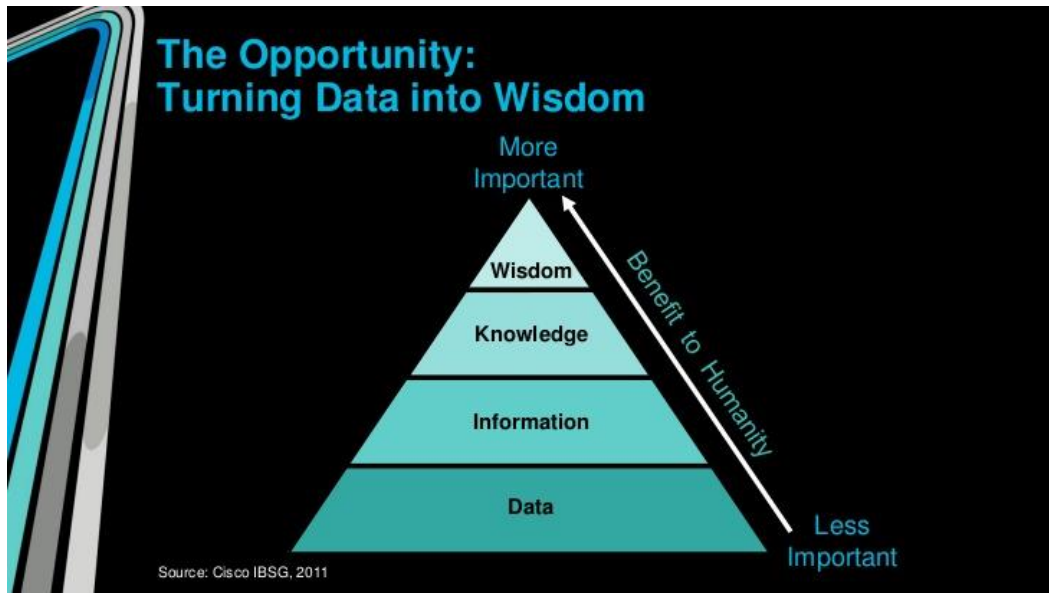 The Opportunity:
Turning Data into Wisdom
More
Important
Wisdom
Knowledge
Information
Data
Benefit to Humanity
Less
Important
Source: Cisco IBSG, 2011